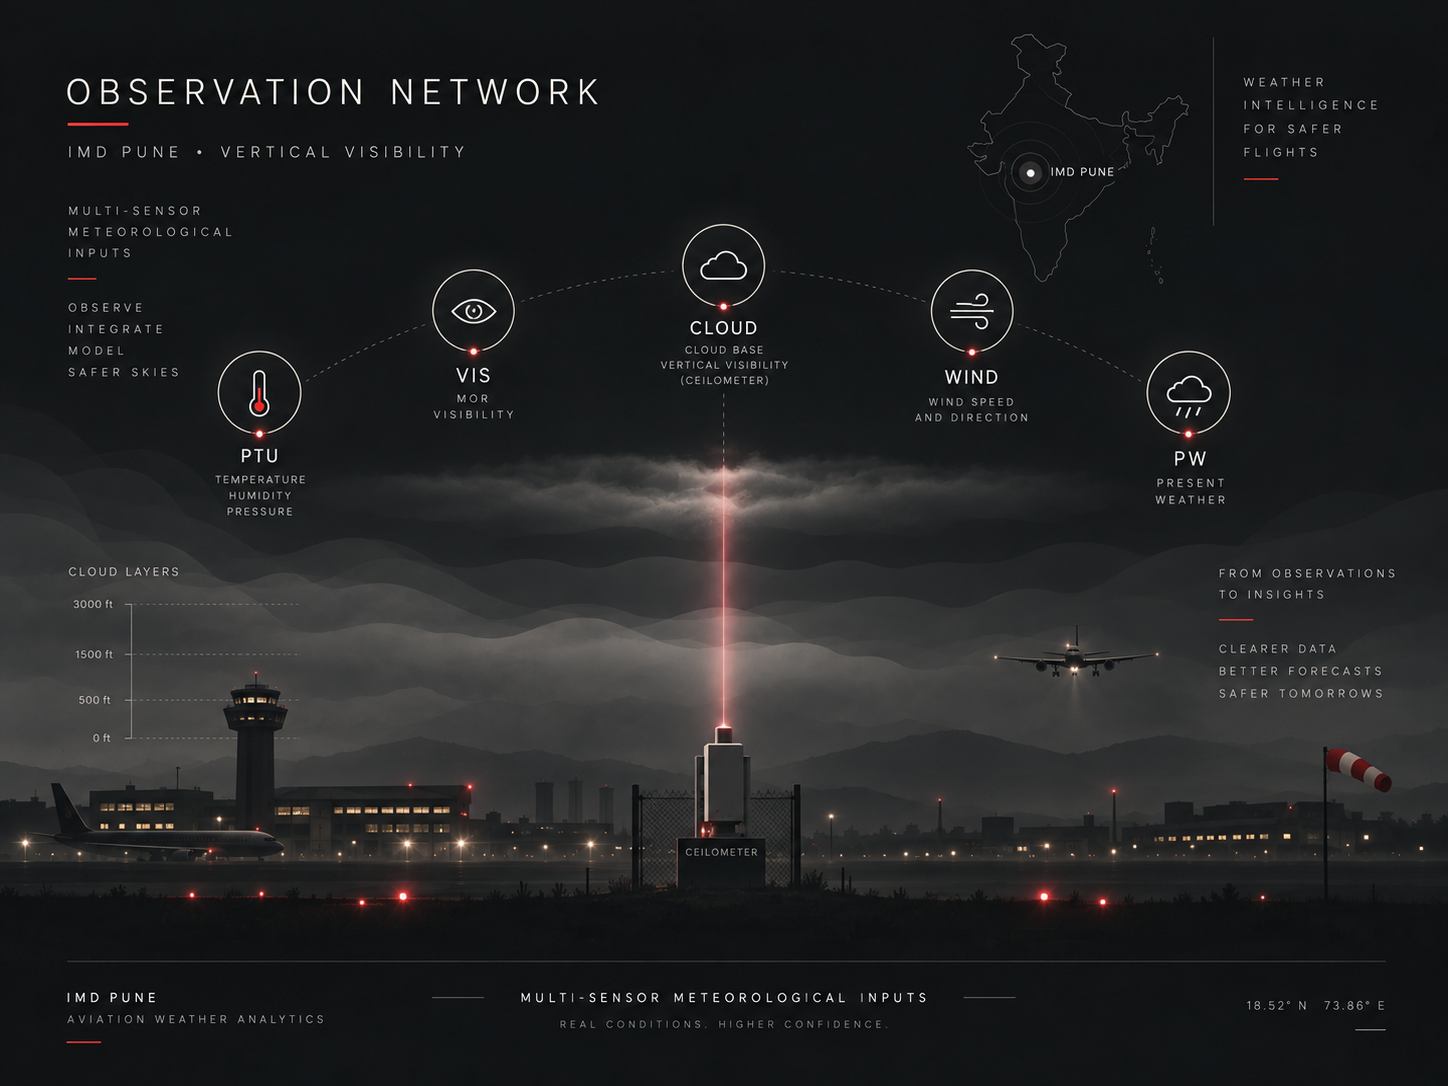 OBSERVATION NETWORK
IMD PUNE • VERTICAL VISIBILITY
MULTI-SENSOR
METEOROLOGICAL
INPUTS
OBSERVE
INTEGRATE
MODEL
SAFER SKIES
IMD PUNE
WEATHER
INTELLIGENCE
FOR SAFER
FLIGHTS
PTU
TEMPERATURE
HUMIDITY
PRESSURE
VIS
MOR
VISIBILITY
CLOUD
CLOUD BASE
VERTICAL VISIBILITY
(CEILOMETER)
WIND
WIND SPEED
AND DIRECTION
PW
PRESENT
WEATHER
CLOUD LAYERS
3000 ft
1500 ft
500 ft
0 ft
FROM OBSERVATIONS
TO INSIGHTS
CLEARER DATA
BETTER FORECASTS
SAFER TOMORROWS
CEILOMETER
IMD PUNE
AVIATION WEATHER ANALYTICS
MULTI-SENSOR METEOROLOGICAL INPUTS
REAL CONDITIONS. HIGHER CONFIDENCE.
18.52° N 73.86° E